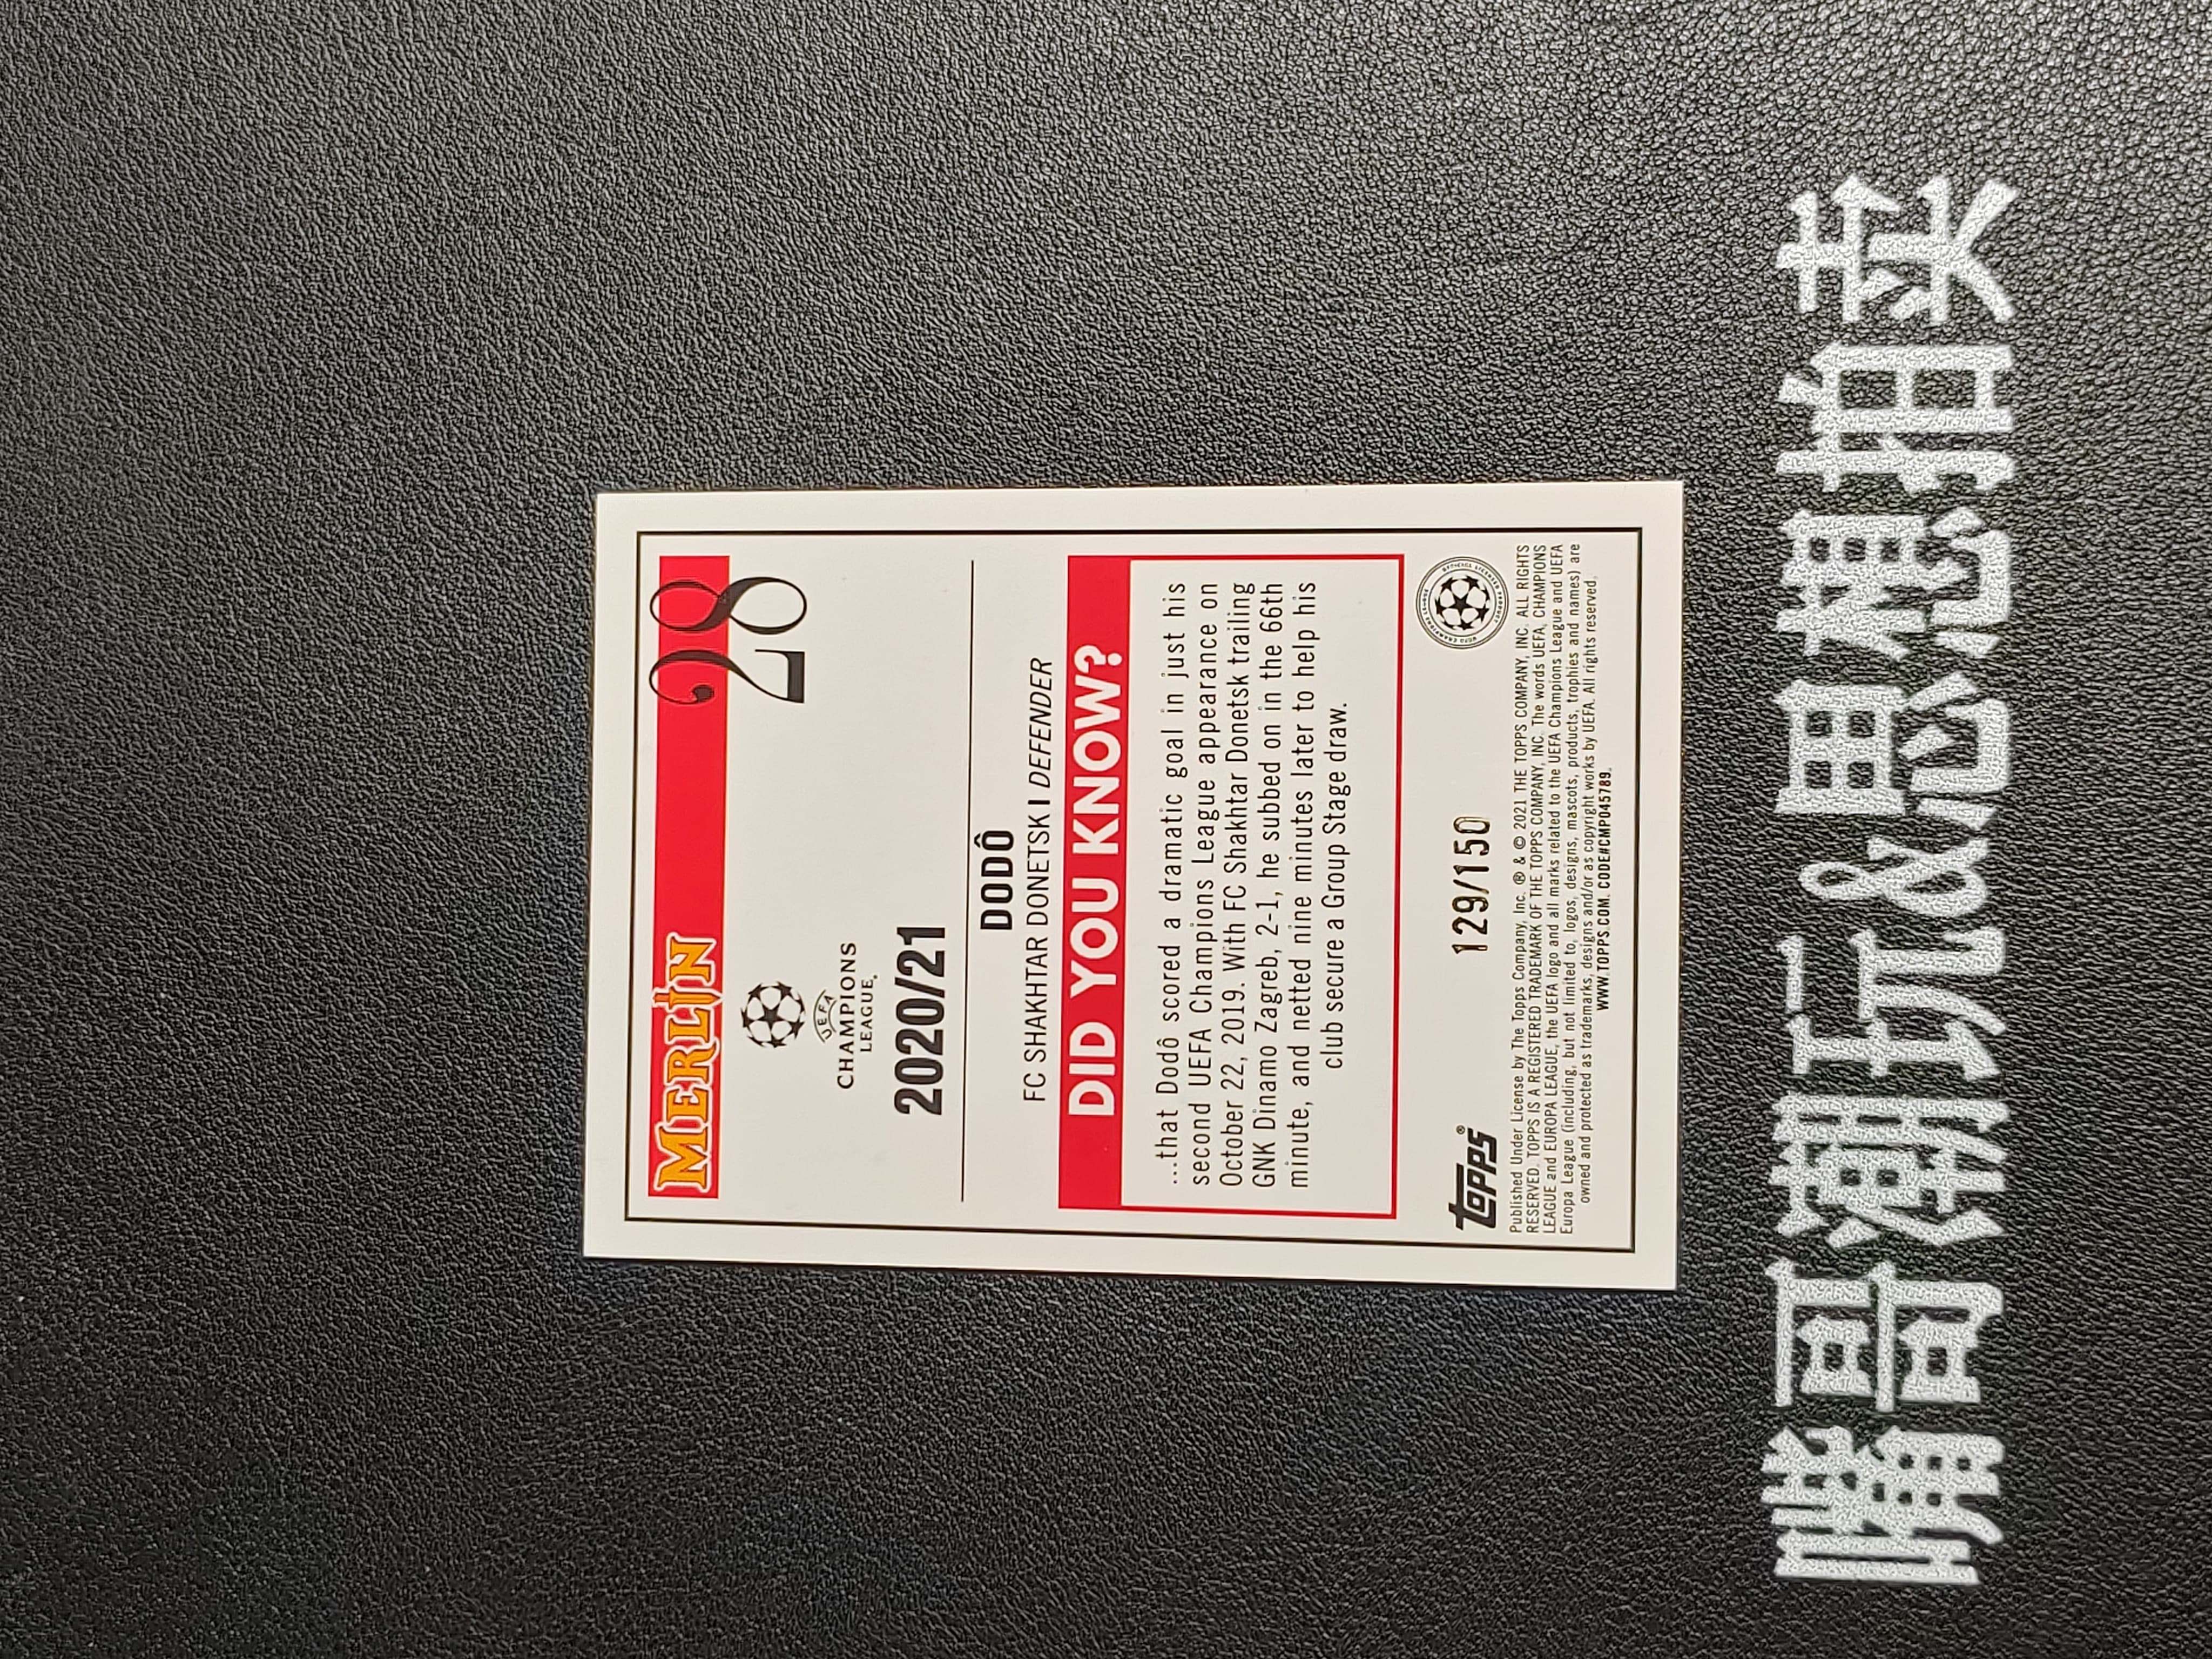 MERLIN
28
UEFA
CHAMPIONS
LEAGUE.
2020/21
DODÔ
FC SHAKHTAR DONETSK I DEFENDER
DID YOU KNOW?
...that Dodô scored a dramatic goal in just his
second UEFA Champions League appearance on
October 22, 2019. With FC Shakhtar Donetsk trailing
GNK Dinamo Zagreb, 2-1, he subbed on in the 66th
minute, and netted nine minutes later to help his
club secure a Group Stage draw.
topps®
129/150
Published Under License by The Topps Company, Inc. ® & © 2021 THE TOPPS COMPANY, INC. ALL RIGHTS
RESERVED. TOPPS IS A REGISTERED TRADEMARK OF THE TOPPS COMPANY, INC. The words UEFA, CHAMPIONS
LEAGUE and EUROPA LEAGUE, the UEFA logo and all marks related to the UEFA Champions League and UEFA
Europa League (including, but not limited to, logos, designs, mascots, products, trophies and names) are
owned and protected as trademarks, designs and/or as copyright works by UEFA. All rights reserved.
WWW.TOPPS.COM. CODE#CMP045789.
嘴哥潮玩&思想拍卖